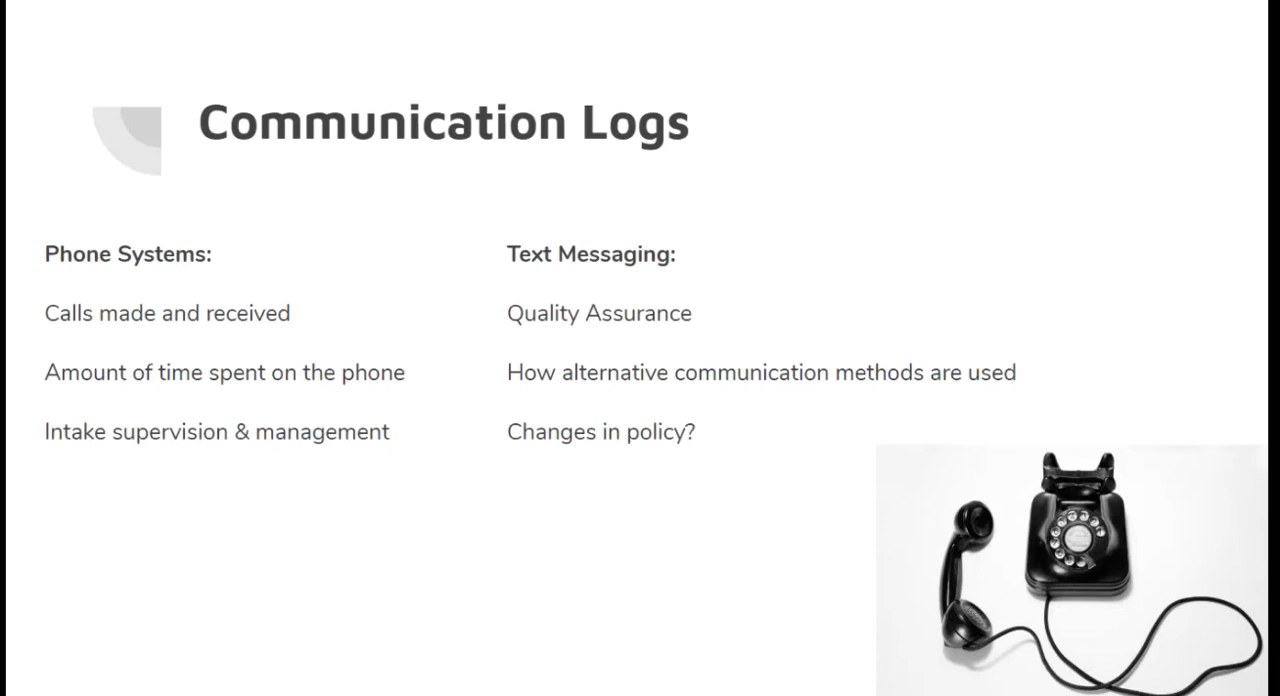 Communication Logs
Phone Systems:
Calls made and received
Amount of time spent on the phone
Intake supervision & management
Text Messaging:
Quality Assurance
How alternative communication methods are used
Changes in policy?